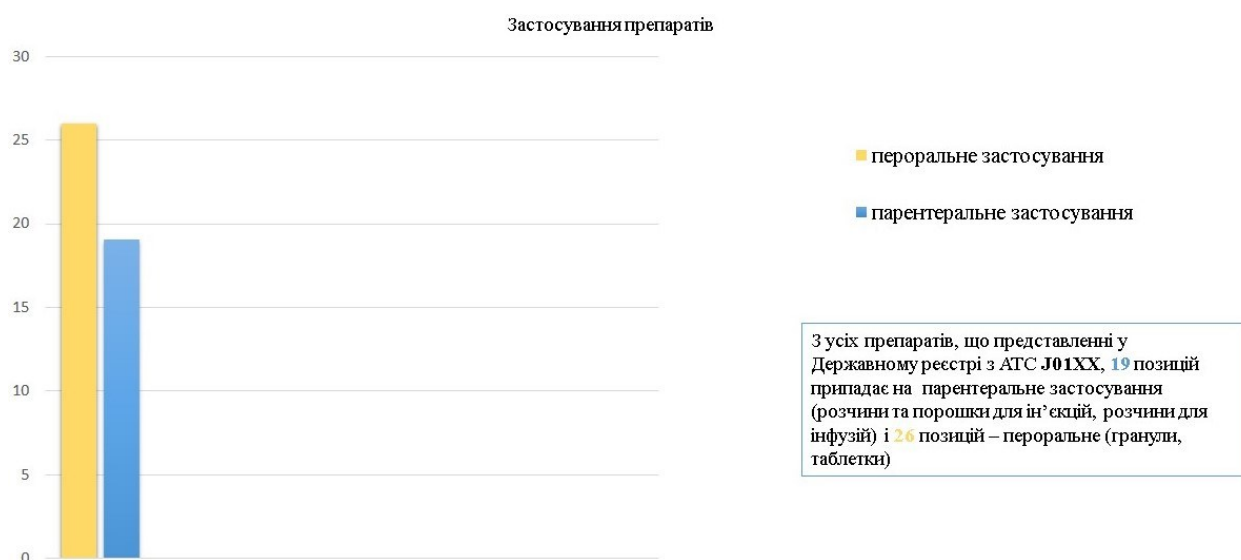 Застосування препаратів
30
25
20
15
10
5
0
пероральне застосування
парентеральне застосування
З усіх препаратів, що представленні у
Державному реєстрі з АТС J01XX, 19 позицій
припадає на парентеральне застосування
(розчини та порошки для ін’єкцій, розчини для
інфузій) і 26 позицій – пероральне (гранули,
таблетки)